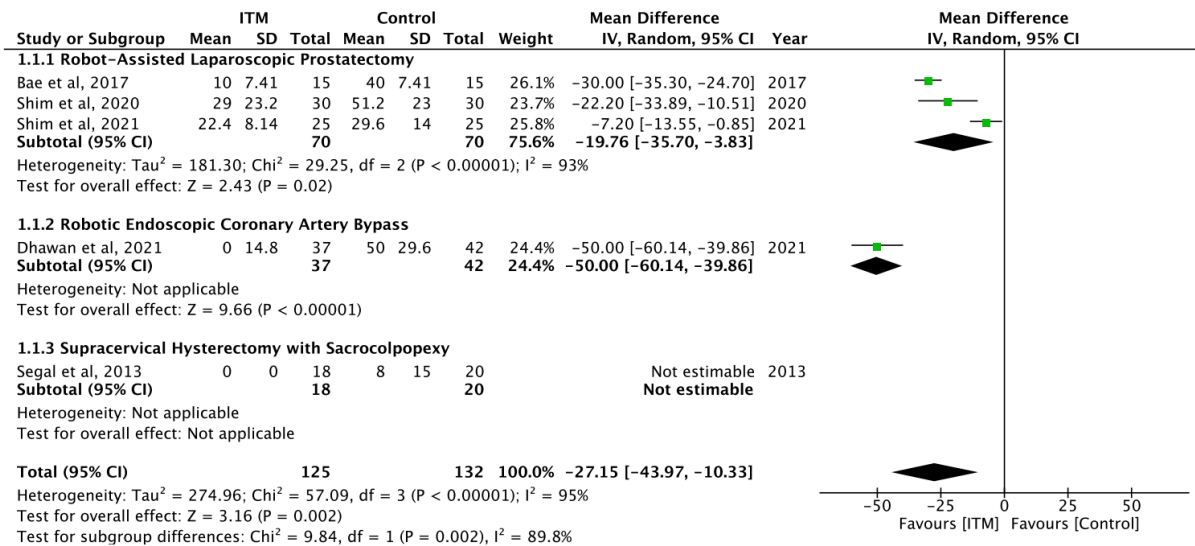 ITM Control Mean Difference Mean Difference
Study or Subgroup Mean SD Total Mean SD Total Weight IV, Random, 95% CI Year IV, Random, 95% CI
1.1.1 Robot-Assisted Laparoscopic Prostatectomy
Bae et al, 2017 10 7.41 15 40 7.41 15 26.1% −30.00 [−35.30, −24.70] 2017
Shim et al, 2020 29 23.2 30 51.2 23 30 23.7% −22.20 [−33.89, −10.51] 2020
Shim et al, 2021 22.4 8.14 25 29.6 14 25 25.8% −7.20 [−13.55, −0.85] 2021
Subtotal (95% CI) 70 70 75.6% −19.76 [−35.70, −3.83]
Heterogeneity: Tau² = 181.30; Chi² = 29.25, df = 2 (P < 0.00001); I² = 93%
Test for overall effect: Z = 2.43 (P = 0.02)
1.1.2 Robotic Endoscopic Coronary Artery Bypass
Dhawan et al, 2021 0 14.8 37 50 29.6 42 24.4% −50.00 [−60.14, −39.86] 2021
Subtotal (95% CI) 37 42 24.4% −50.00 [−60.14, −39.86]
Heterogeneity: Not applicable
Test for overall effect: Z = 9.66 (P < 0.00001)
1.1.3 Supracervical Hysterectomy with Sacrocolpopexy
Segal et al, 2013 0 0 18 8 15 20 Not estimable 2013
Subtotal (95% CI) 18 20 Not estimable
Heterogeneity: Not applicable
Test for overall effect: Not applicable
Total (95% CI) 125 132 100.0% −27.15 [−43.97, −10.33]
Heterogeneity: Tau² = 274.96; Chi² = 57.09, df = 3 (P < 0.00001); I² = 95%
Test for overall effect: Z = 3.16 (P = 0.002)
Test for subgroup differences: Chi² = 9.84, df = 1 (P = 0.002), I² = 89.8%
−50 −25 0 25 50
Favours [ITM] Favours [Control]